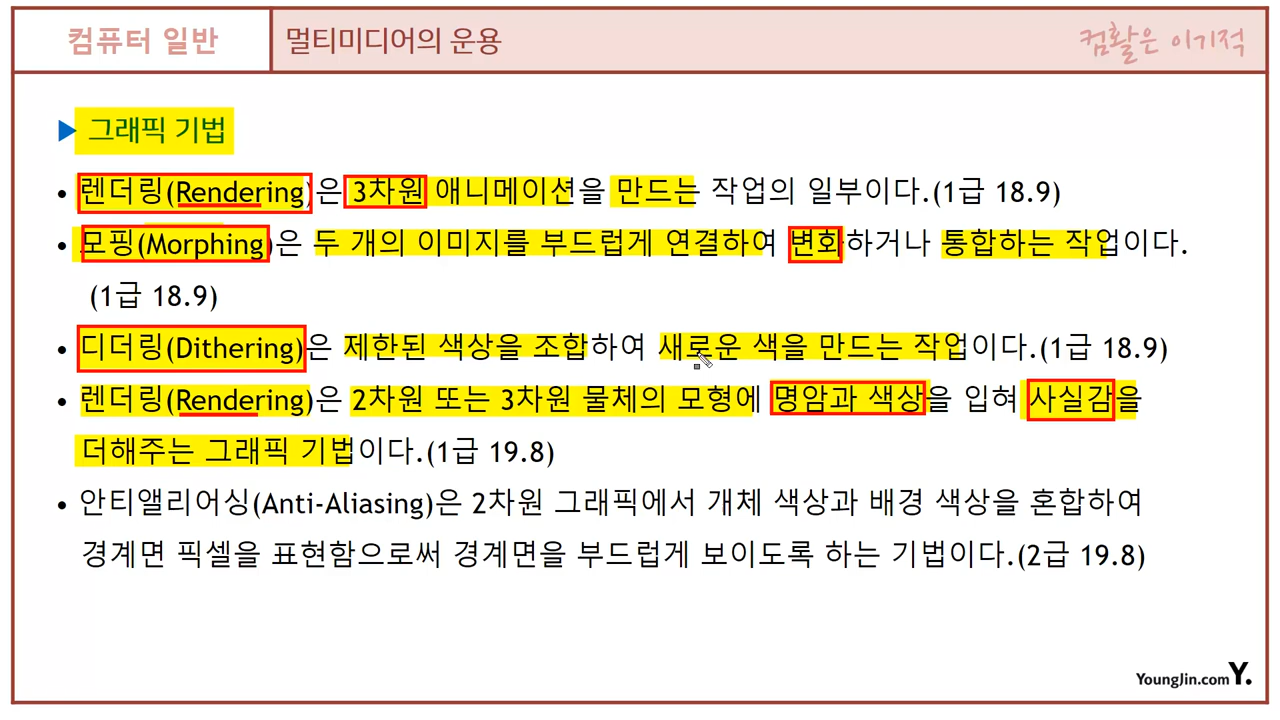 컴퓨터 일반
멀티미디어의 운용
컴활은 이기적
▶ 그래픽 기법
• 렌더링(Rendering)은 3차원 애니메이션을 만드는 작업의 일부이다.(1급 18.9)
• 모핑(Morphing)은 두 개의 이미지를 부드럽게 연결하여 변화하거나 통합하는 작업이다.
(1급 18.9)
• 디더링(Dithering)은 제한된 색상을 조합하여 새로운 색을 만드는 작업이다.(1급 18.9)
• 렌더링(Rendering)은 2차원 또는 3차원 물체의 모형에 명암과 색상을 입혀 사실감을
더해주는 그래픽 기법이다.(1급 19.8)
• 안티앨리어싱(Anti-Aliasing)은 2차원 그래픽에서 개체 색상과 배경 색상을 혼합하여
경계면 픽셀을 표현함으로써 경계면을 부드럽게 보이도록 하는 기법이다.(2급 19.8)
YoungJin.com Y.